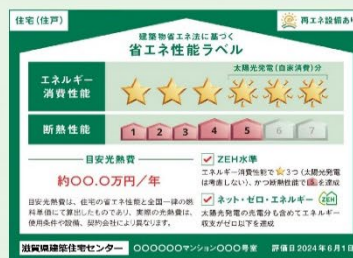 住宅(住戸)
再エネ設備あり
建築物省エネ法に基づく
省エネ性能ラベル
太陽光発電(自家消費)分
エネルギー
消費性能
断熱性能
1 2 3 4 5 6 7
目安光熱費
約〇〇.〇万円/年
目安光熱費は、住宅の省エネ性能と全国一律の燃
料単価にて算出したものであり、実際の光熱費は、
使用条件や設備、契約会社により異なります。
ZEH水準
エネルギー消費性能で★3つ(太陽光発電
は考慮しない)、かつ断熱性能で5を達成
ネット・ゼロ・エネルギー ZEH
太陽光発電の売電分も含めてエネルギー
収支がゼロ以下を達成
滋賀県建築住宅センター
〇〇〇〇〇〇マンション〇〇〇号室
評価日2024年6月1日